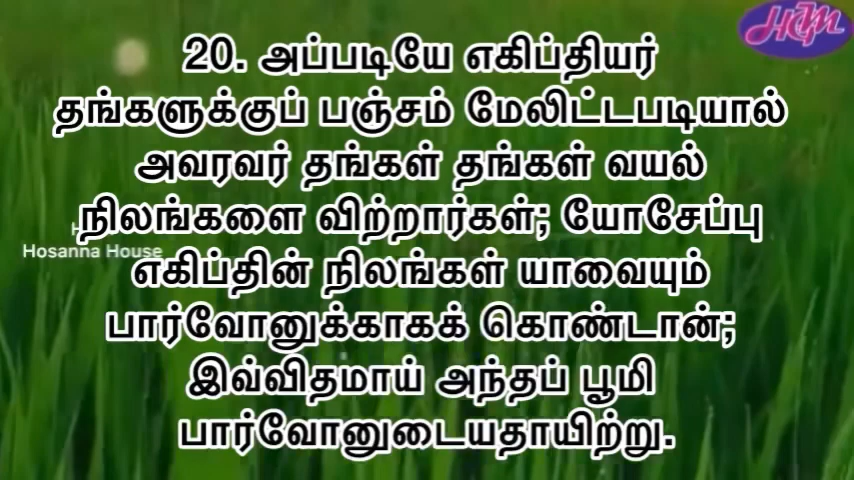 HGM
20. அப்படியே எகிப்தியர்
தங்களுக்குப் பஞ்சம் மேலிட்டபடியால்
அவரவர் தங்கள் தங்கள் வயல்
நிலங்களை விற்றார்கள்; யோசேப்பு
Hosanna House
எகிப்தின் நிலங்கள் யாவையும்
பார்வோனுக்காகக் கொண்டான்;
இவ்விதமாய் அந்தப் பூமி
பார்வோனுடையதாயிற்று.